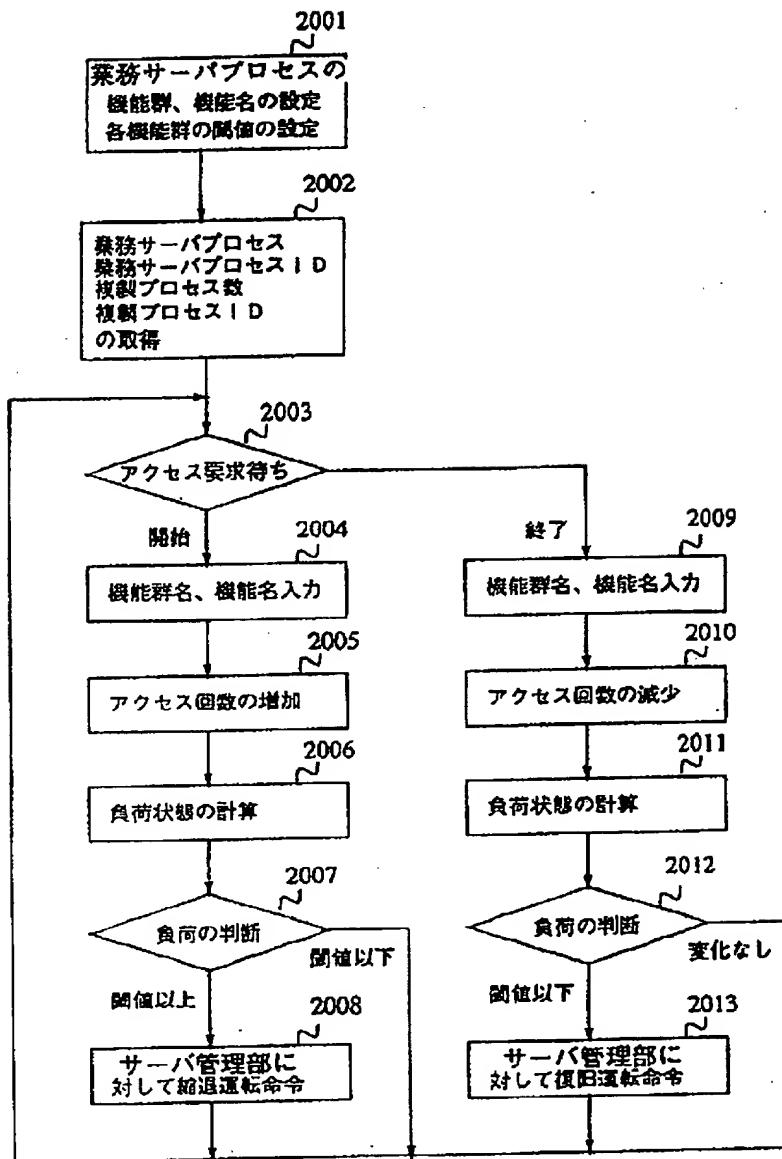 2001
業務サーバプロセスの
機能群、機能名の設定
各機能群の閾値の設定
2002
業務サーバプロセス
業務サーバプロセスID
複製プロセス数
複製プロセスID
の取得
2003
アクセス要求待ち
開始
終了
2004
機能群名、機能名入力
2005
アクセス回数の増加
2006
負荷状態の計算
2007
負荷の判断
閾値以下
閾値以上
2008
サーバ管理部に
対して縮退運転命令
2009
機能群名、機能名入力
2010
アクセス回数の減少
2011
負荷状態の計算
2012
負荷の判断
変化なし
閾値以下
2013
サーバ管理部に
対して復旧運転命令